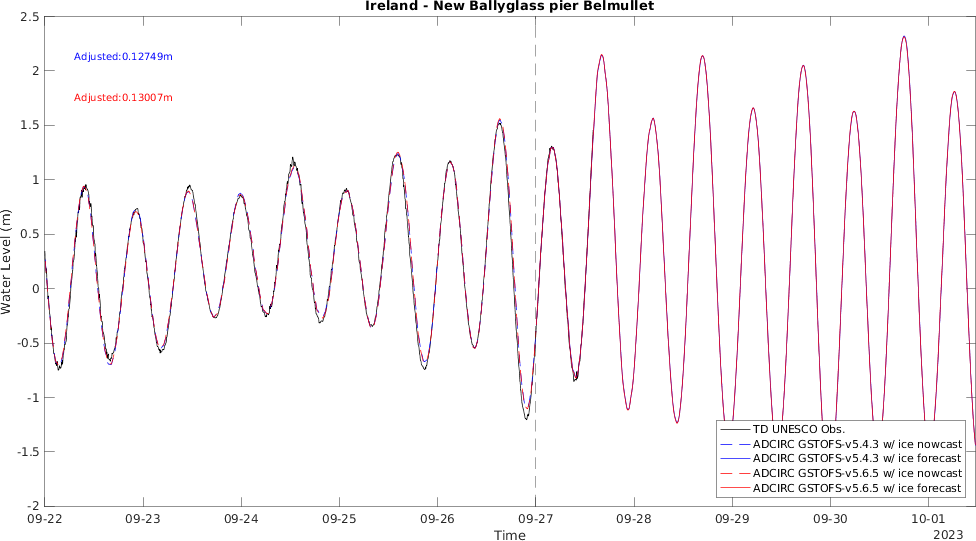 Ireland - New Ballyglass pier Belmullet
2.5
2
1.5
1
0.5
0
-0.5
-1
-1.5
-2
Water Level (m)
Adjusted:0.12749m
Adjusted:0.13007m
TD UNESCO Obs.
ADCIRC GSTOFS-v5.4.3 w/ ice nowcast
ADCIRC GSTOFS-v5.4.3 w/ ice forecast
ADCIRC GSTOFS-v5.6.5 w/ ice nowcast
ADCIRC GSTOFS-v5.6.5 w/ ice forecast
09-22 09-23 09-24 09-25 09-26 09-27 09-28 09-29 09-30 10-01
Time
2023